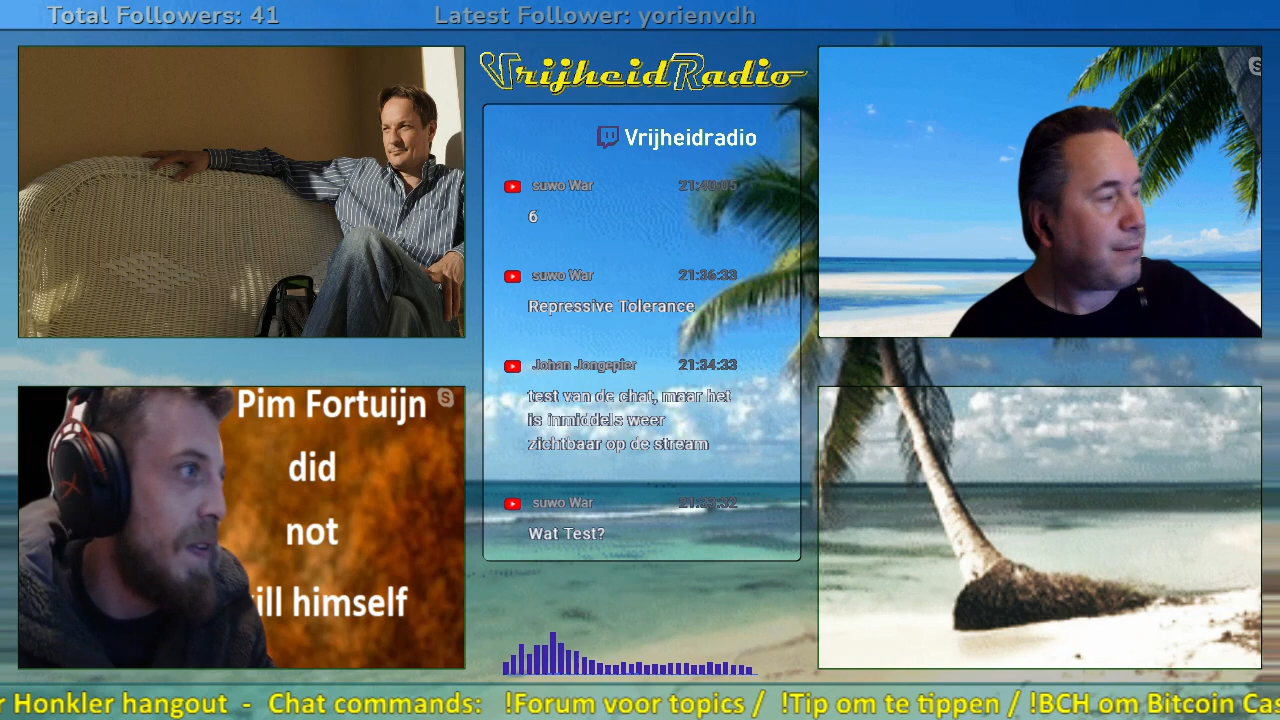 Total Followers: 41
Latest Follower: yorienvdh
VrijheidRadio
Vrijheidradio
suwo War 21:40:05
6
suwo War 21:36:33
Repressive Tolerance
Johan Jongepier 21:34:33
test van de chat, maar het
is inmiddels weer
zichtbaar op de stream
suwo War
Wat Test?
Pim Fortuijn
did
not
ill himself
r Honkler hangout - Chat commands: !Forum voor topics / !Tip om te tippen / !BCH om Bitcoin Cas